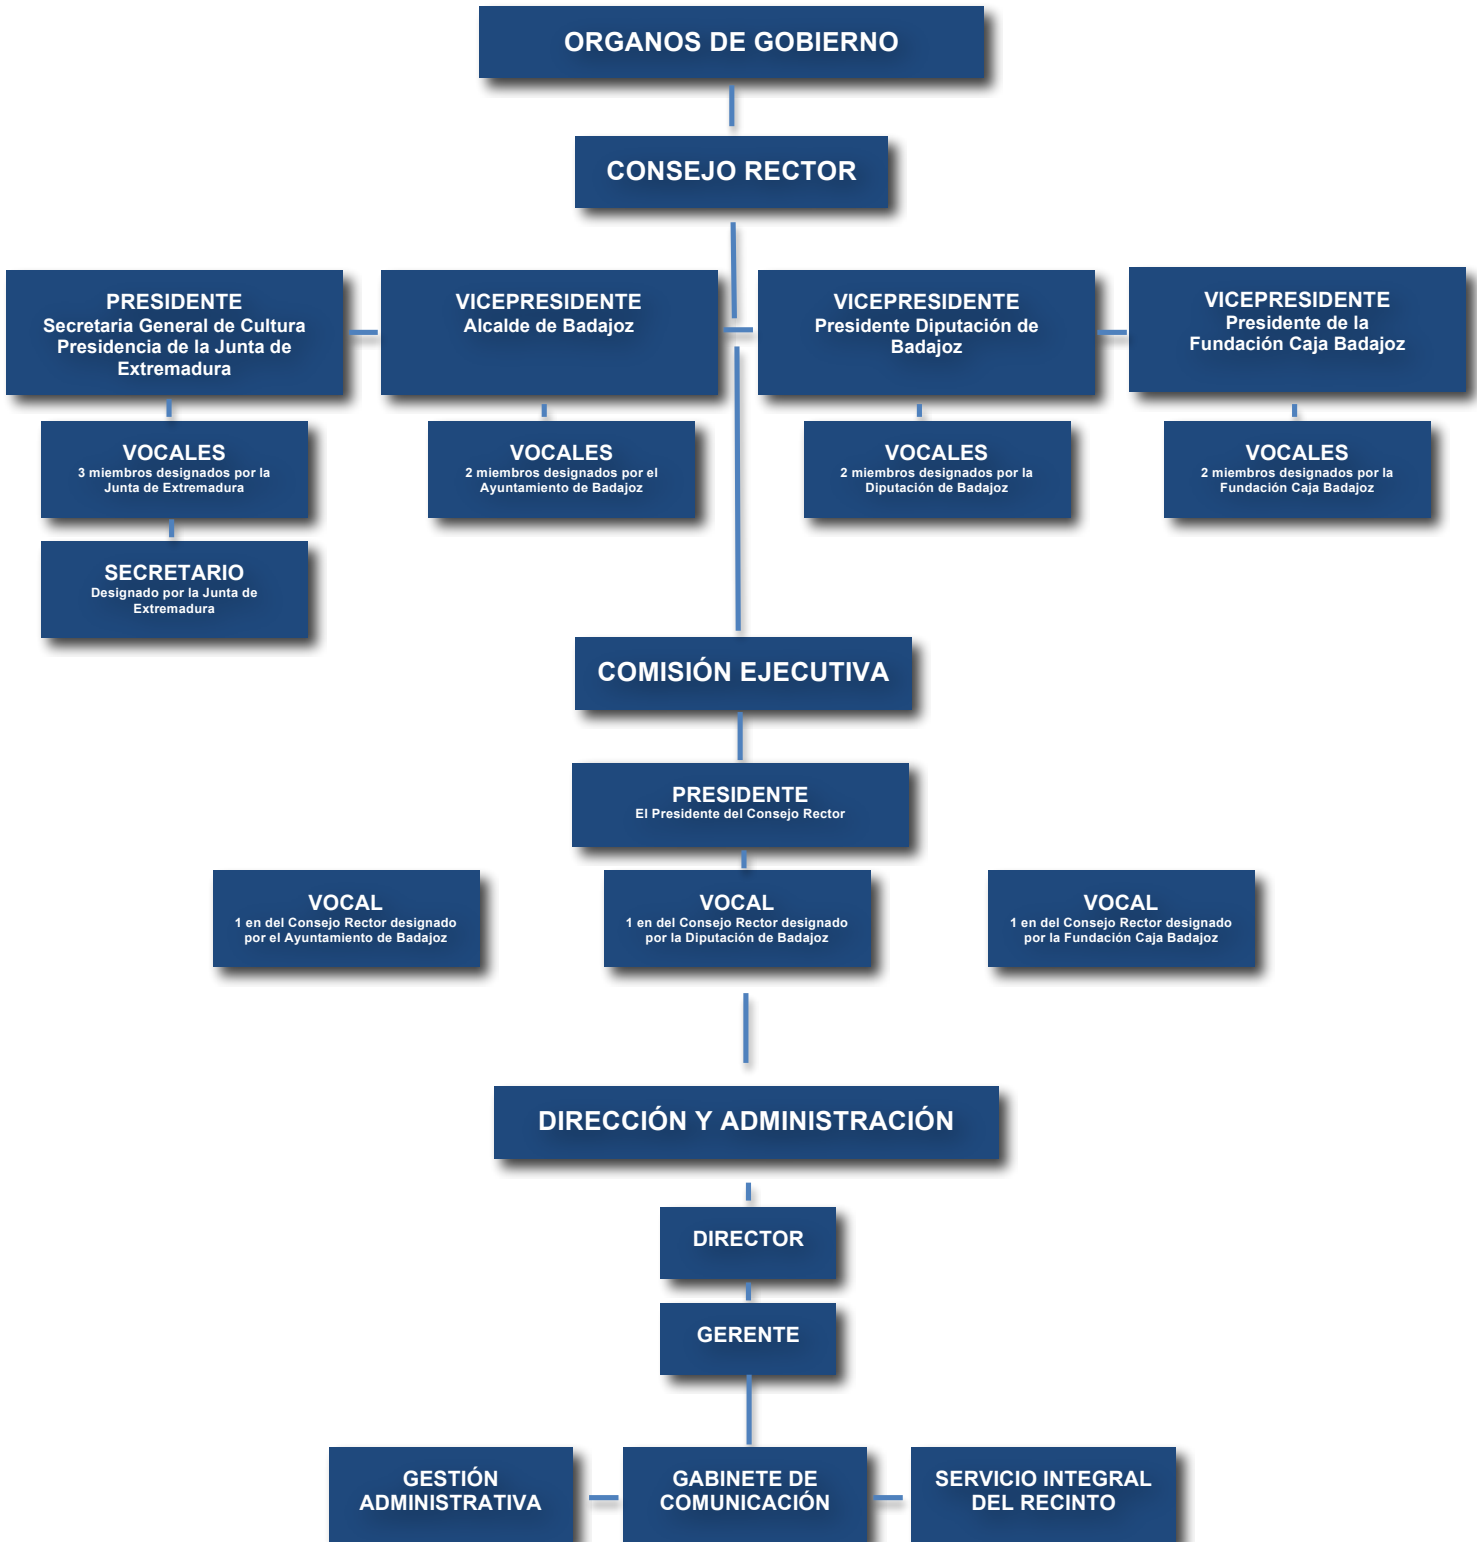 ORGANOS DE GOBIERNO
CONSEJO RECTOR
PRESIDENTE
Secretaria General de Cultura
Presidencia de la Junta de
Extremadura
VICEPRESIDENTE
Alcalde de Badajoz
VICEPRESIDENTE
Presidente Diputación de
Badajoz
VICEPRESIDENTE
Presidente de la
Fundación Caja Badajoz
VOCALES
3 miembros designados por la
Junta de Extremadura
VOCALES
2 miembros designados por el
Ayuntamiento de Badajoz
VOCALES
2 miembros designados por la
Diputación de Badajoz
VOCALES
2 miembros designados por la
Fundación Caja Badajoz
SECRETARIO
Designado por la Junta de
Extremadura
COMISIÓN EJECUTIVA
PRESIDENTE
El Presidente del Consejo Rector
VOCAL
1 en del Consejo Rector designado
por el Ayuntamiento de Badajoz
VOCAL
1 en del Consejo Rector designado
por la Diputación de Badajoz
VOCAL
1 en del Consejo Rector designado
por la Fundación Caja Badajoz
DIRECCIÓN Y ADMINISTRACIÓN
DIRECTOR
GERENTE
GESTIÓN
ADMINISTRATIVA
GABINETE DE
COMUNICACIÓN
SERVICIO INTEGRAL
DEL RECINTO